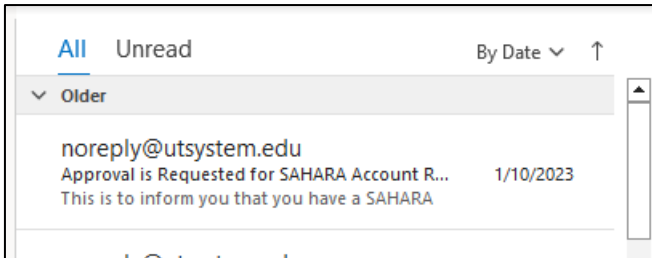 All Unread By Date ↑
Older
noreply@utsystem.edu
Approval is Requested for SAHARA Account R... 1/10/2023
This is to inform you that you have a SAHARA